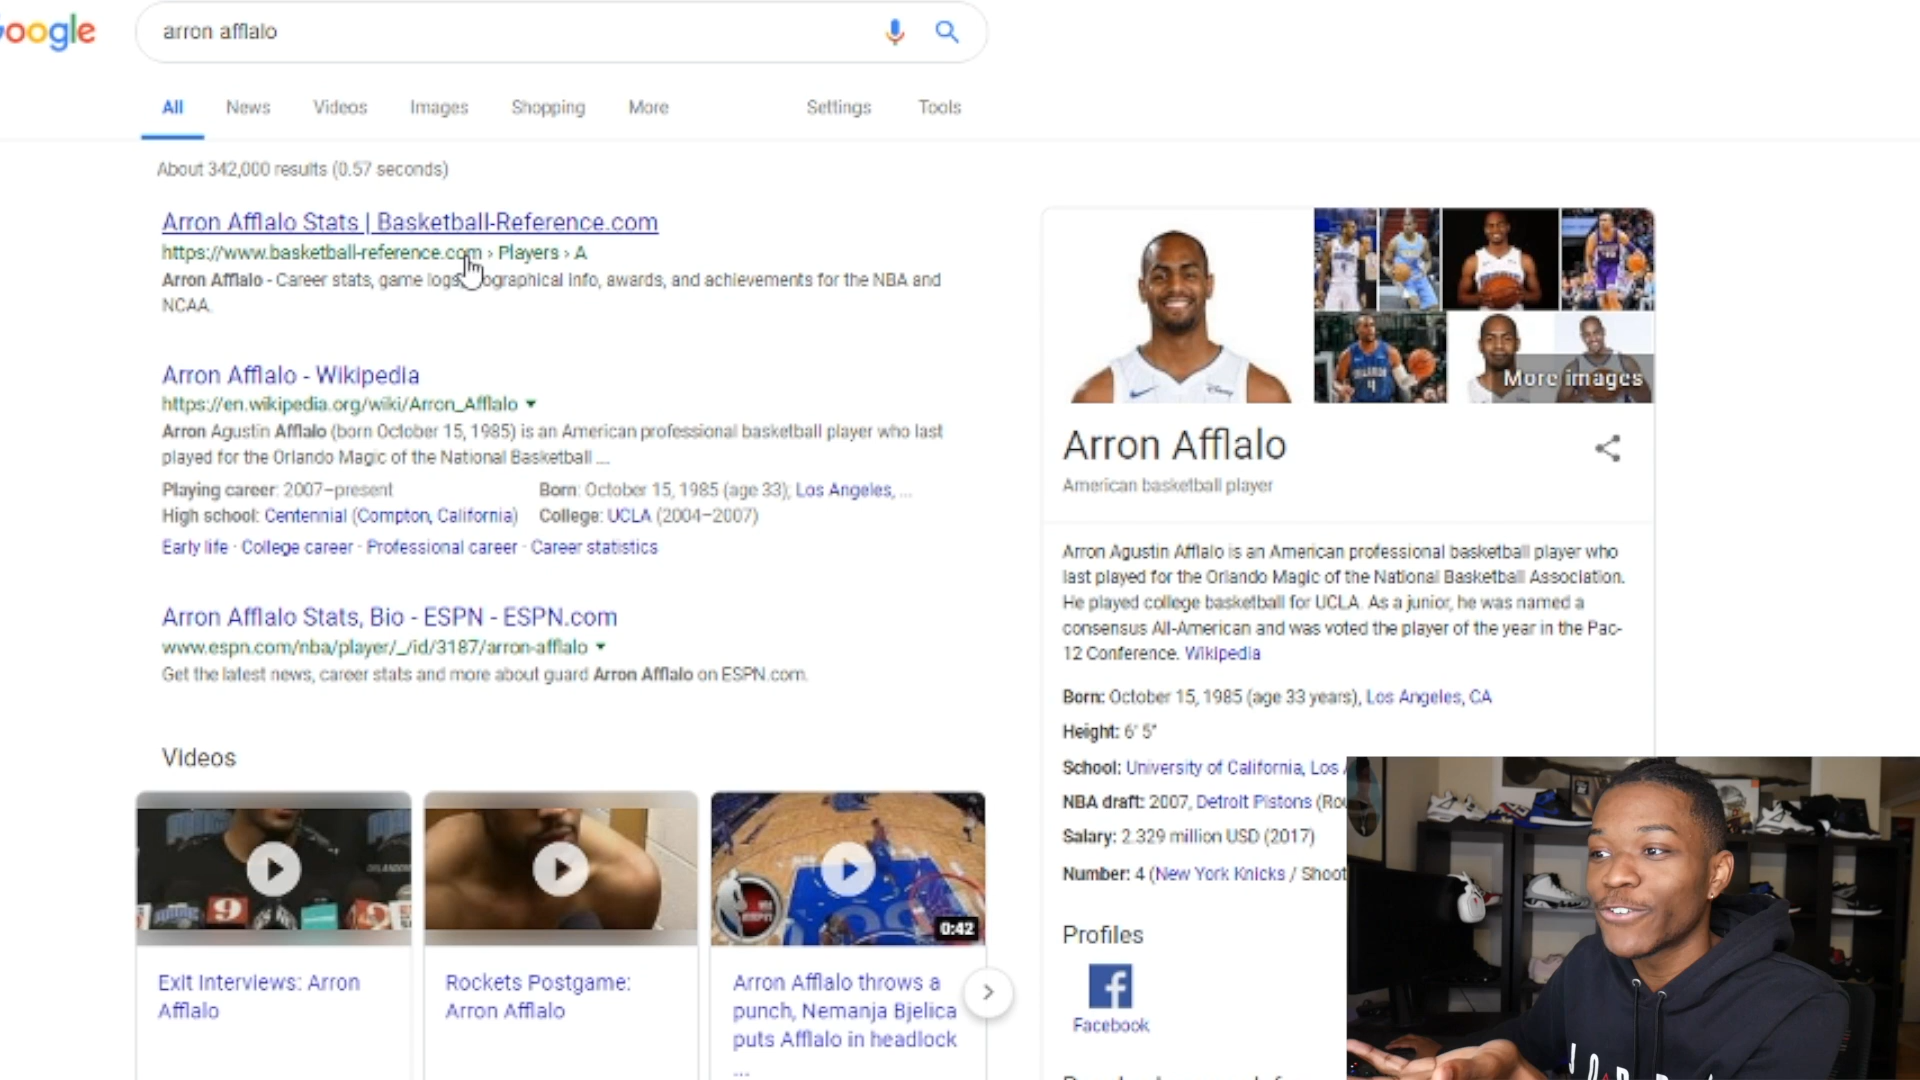 Google
arron afflalo
All News Videos Images Shopping More Settings Tools
About 342,000 results (0.57 seconds)
Arron Afflalo Stats | Basketball-Reference.com
https://www.basketball-reference.com › Players › A
Arron Afflalo - Career stats, game logs, info, awards, and achievements for the NBA and
NCAA.
Arron Afflalo - Wikipedia
https://en.wikipedia.org/wiki/Arron_Afflalo
Arron Agustin Afflalo (born October 15, 1985) is an American professional basketball player who last
played for the Orlando Magic of the National Basketball ...
Playing career: 2007–present Born: October 15, 1985 (age 33); Los Angeles, ...
High school: Centennial (Compton, California) College: UCLA (2004–2007)
Early life · College career · Professional career · Career statistics
Arron Afflalo Stats, Bio - ESPN - ESPN.com
www.espn.com/nba/player/_/id/3187/arron-afflalo
Get the latest news, career stats and more about guard Arron Afflalo on ESPN.com.
Videos
9
0:42
Exit Interviews: Arron
Afflalo
Rockets Postgame:
Arron Afflalo
Arron Afflalo throws a
punch, Nemanja Bjelica
puts Afflalo in headlock
...
More images
Arron Afflalo
American basketball player
Arron Agustin Afflalo is an American professional basketball player who
last played for the Orlando Magic of the National Basketball Association.
He played college basketball for UCLA. As a junior, he was named a
consensus All-American and was voted the player of the year in the Pac-
12 Conference. Wikipedia
Born: October 15, 1985 (age 33 years), Los Angeles, CA
Height: 6′ 5″
School: University of California, Los
NBA draft: 2007, Detroit Pistons
Salary: 2.329 million USD (2017)
Number: 4 (New York Knicks / Shoot
Profiles
Facebook